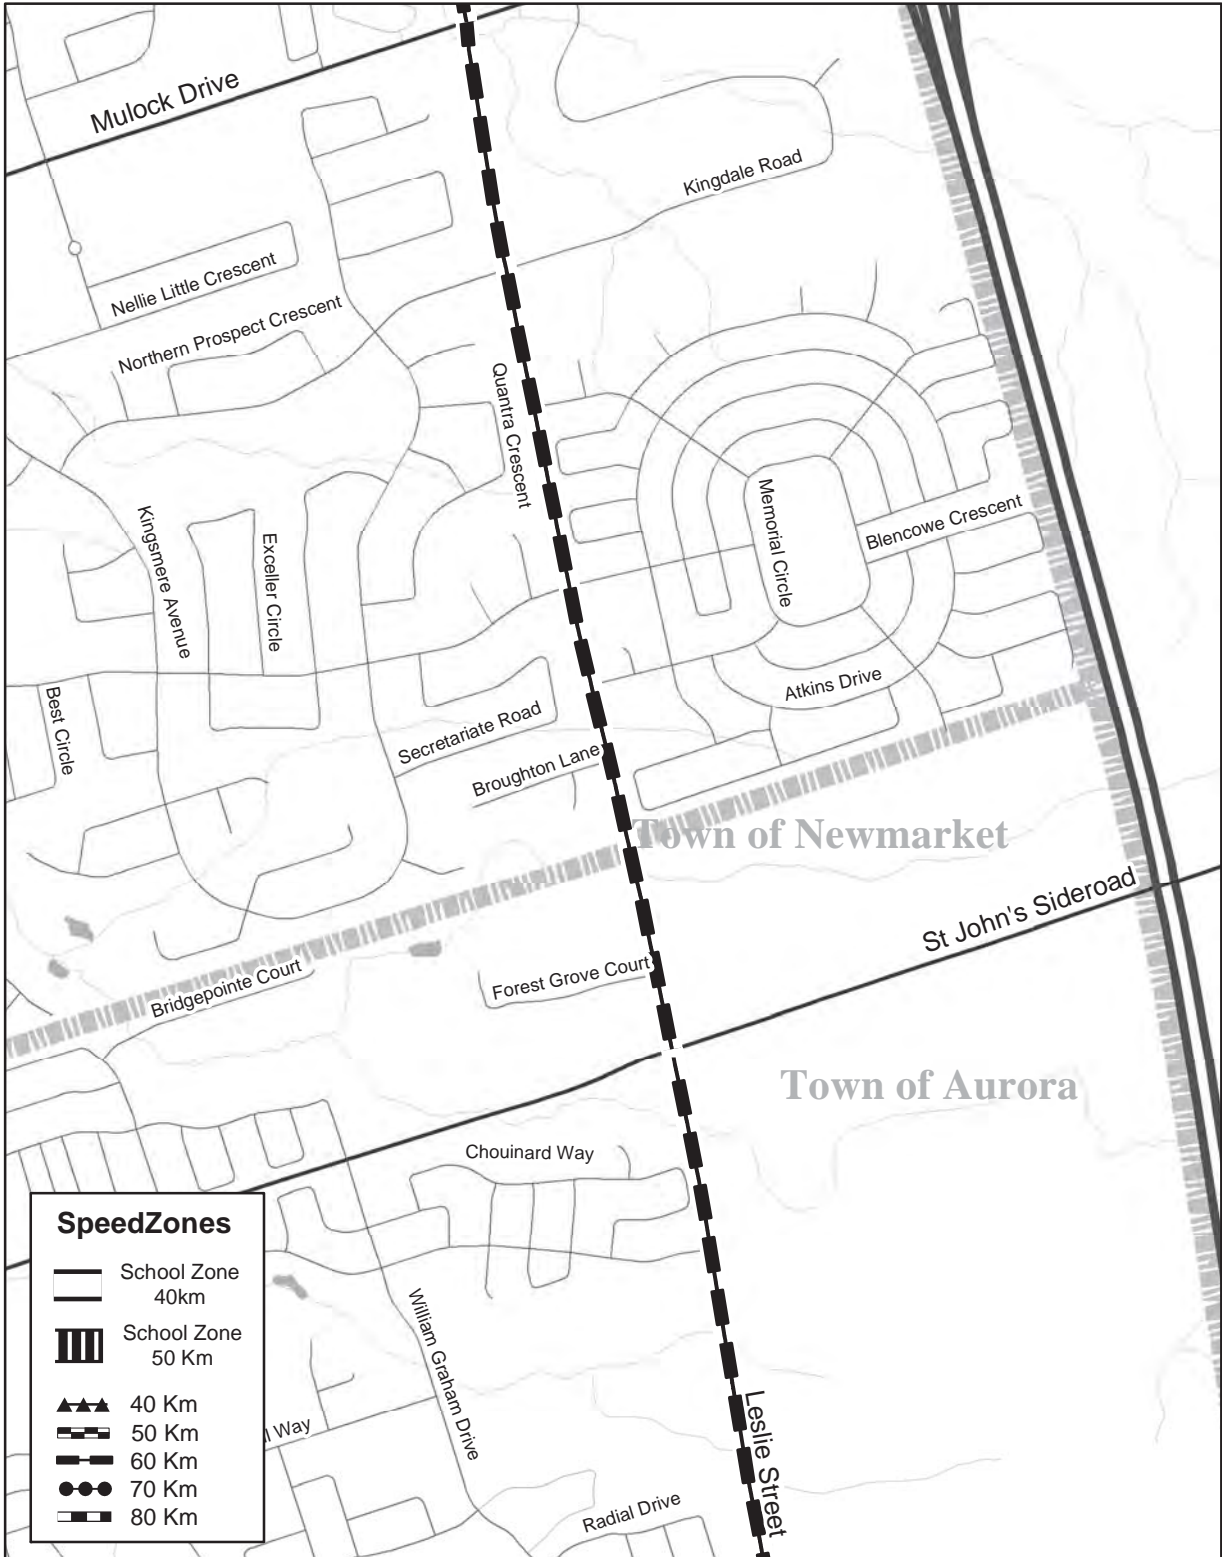 Mulock Drive
Kingdale Road
Nellie Little Crescent
Northern Prospect Crescent
Quantra Crescent
Memorial Circle
Blencowe Crescent
Kingsmere Avenue
Exceller Circle
Best Circle
Atkins Drive
Secretariate Road
Broughton Lane
Town of Newmarket
St John's Sideroad
Bridgepointe Court
Forest Grove Court
Town of Aurora
Chouinard Way
SpeedZones
School Zone
40km
School Zone
50 Km
40 Km
50 Km
60 Km
70 Km
80 Km
William Graham Drive
Way
Leslie Street
Radial Drive